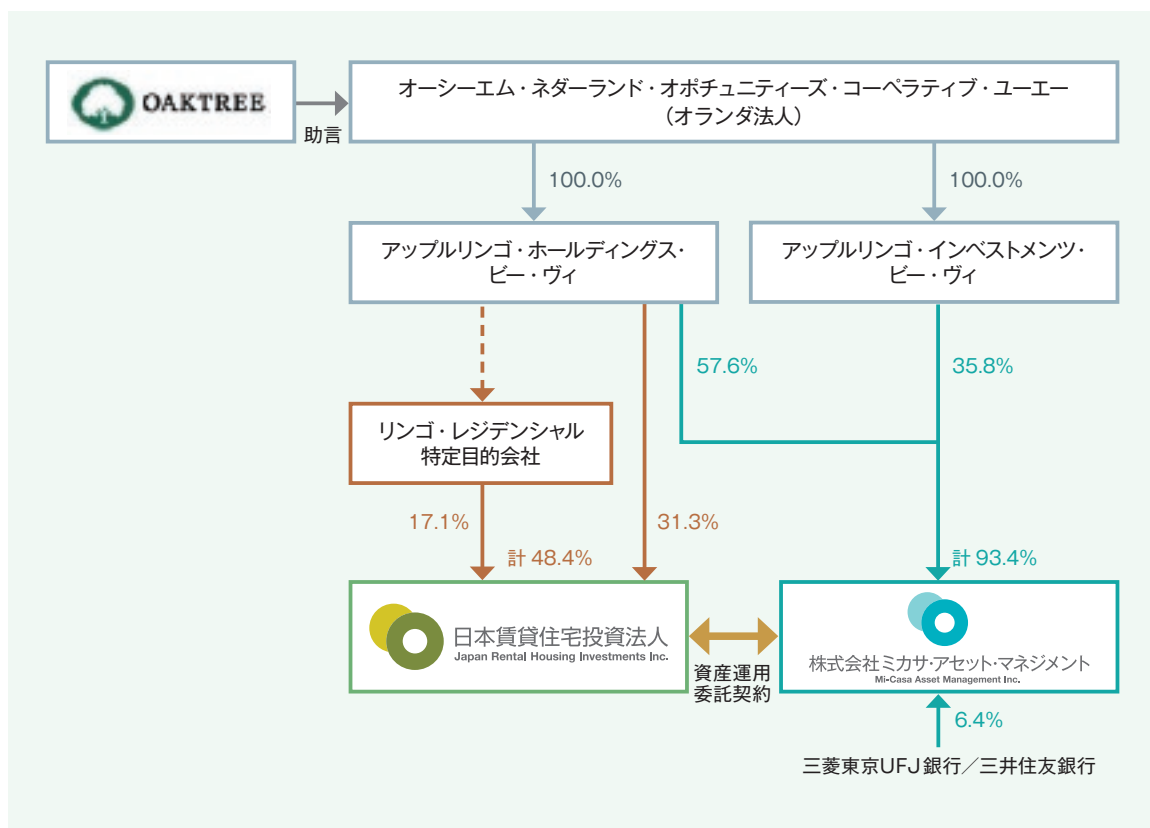 OAKTREE
助言
オーシーエム・ネダーランド・オポチュニティーズ・コーペラティブ・ユーエー
（オランダ法人）
100.0%
100.0%
アップルリンゴ・ホールディングス・
ビー・ヴィ
アップルリンゴ・インベストメンツ・
ビー・ヴィ
57.6%
35.8%
リンゴ・レジデンシャル
特定目的会社
17.1%
31.3%
計 48.4%
計 93.4%
日本賃貸住宅投資法人
Japan Rental Housing Investments Inc.
資産運用
委託契約
株式会社ミカサ・アセット・マネジメント
Mi-Casa Asset Management Inc.
6.4%
三菱東京UFJ銀行／三井住友銀行